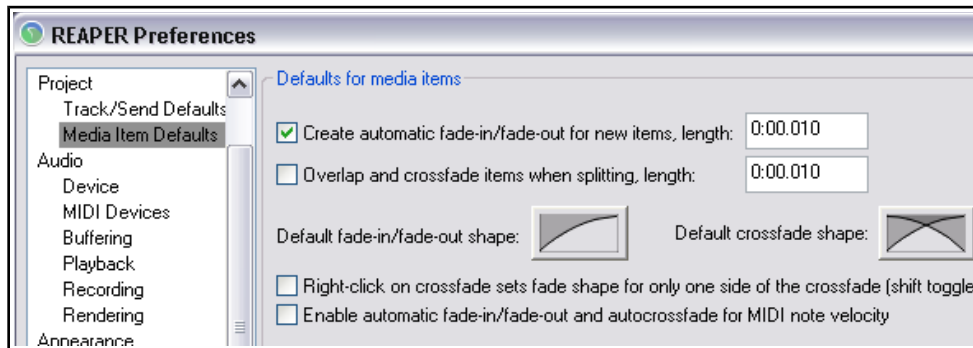 REAPER Preferences
Project
Track/Send Defaults
Media Item Defaults
Audio
Device
MIDI Devices
Buffering
Playback
Recording
Rendering
Appearance
Defaults for media items
Create automatic fade-in/fade-out for new items, length: 0:00.010
Overlap and crossfade items when splitting, length: 0:00.010
Default fade-in/fade-out shape: Default crossfade shape:
Right-click on crossfade sets fade shape for only one side of the crossfade (shift toggle
Enable automatic fade-in/fade-out and autocrossfade for MIDI note velocity